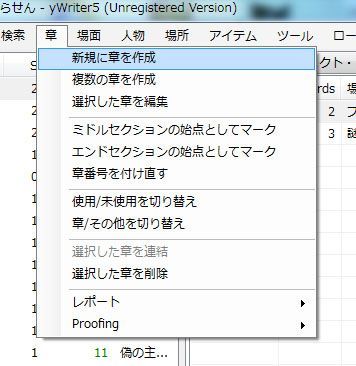 らせん - yWriter5 (Unregistered Version)
検索 章 場面 人物 場所 アイテム ツール ロー
新規に章を作成
複数の章を作成
選択した章を編集
ミドルセクションの始点としてマーク
エンドセクションの始点としてマーク
章番号を付け直す
使用/未使用を切り替え
章/その他を切り替え
選択した章を連結
選択した章を削除
レポート
Proofing
S
2
2
2
1
0
1
1
1
1
1
1
1
1 11 偽の主...
クト・
rds 場
2 プ
3 謎